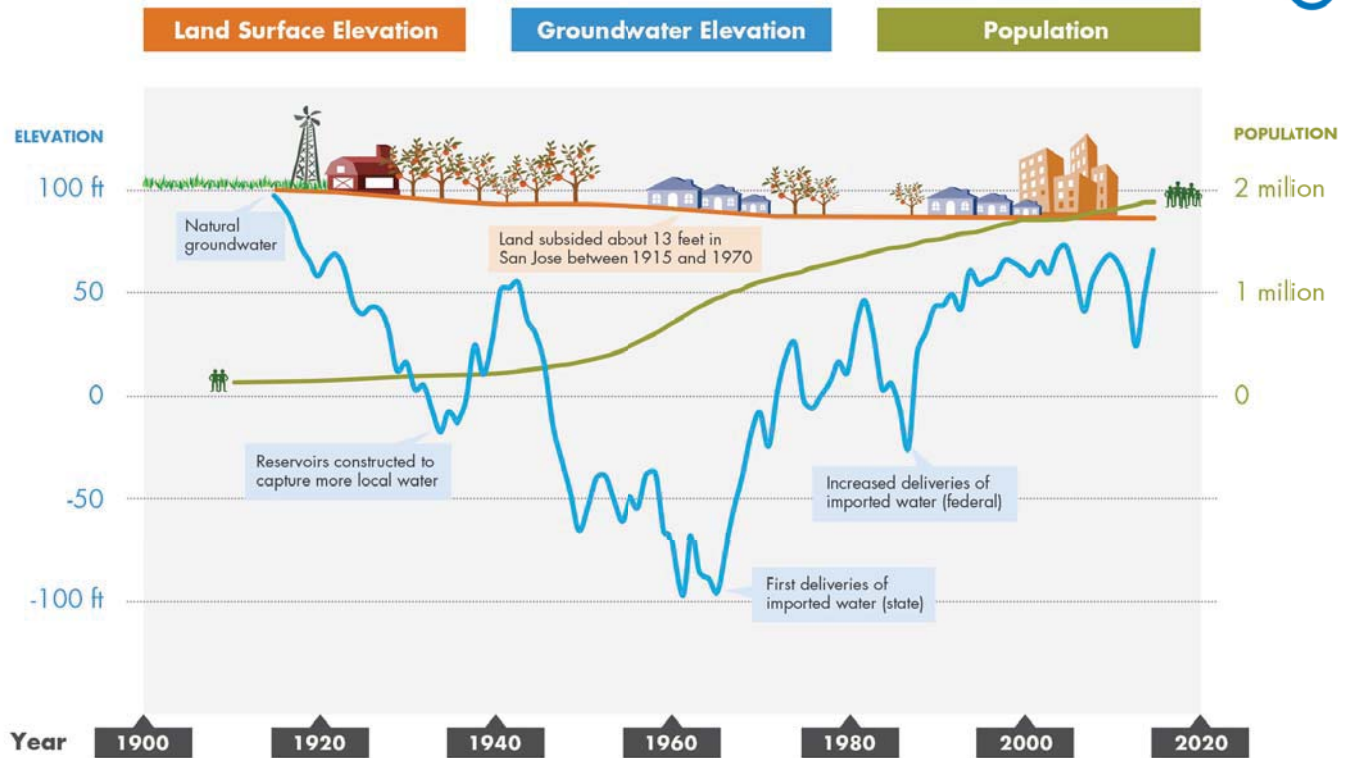 Land Surface Elevation
Groundwater Elevation
Population
ELEVATION
POPULATION
100 ft
2 milion
Natural
groundwater
Land subsided about 13 feet in
San Jose between 1915 and 1970
50
1 million
0
0
Reservoirs constructed to
capture more local water
Increased deliveries of
imported water (federal)
-50
First deliveries of
imported water (state)
-100 ft
Year
1900
1920
1940
1960
1980
2000
2020